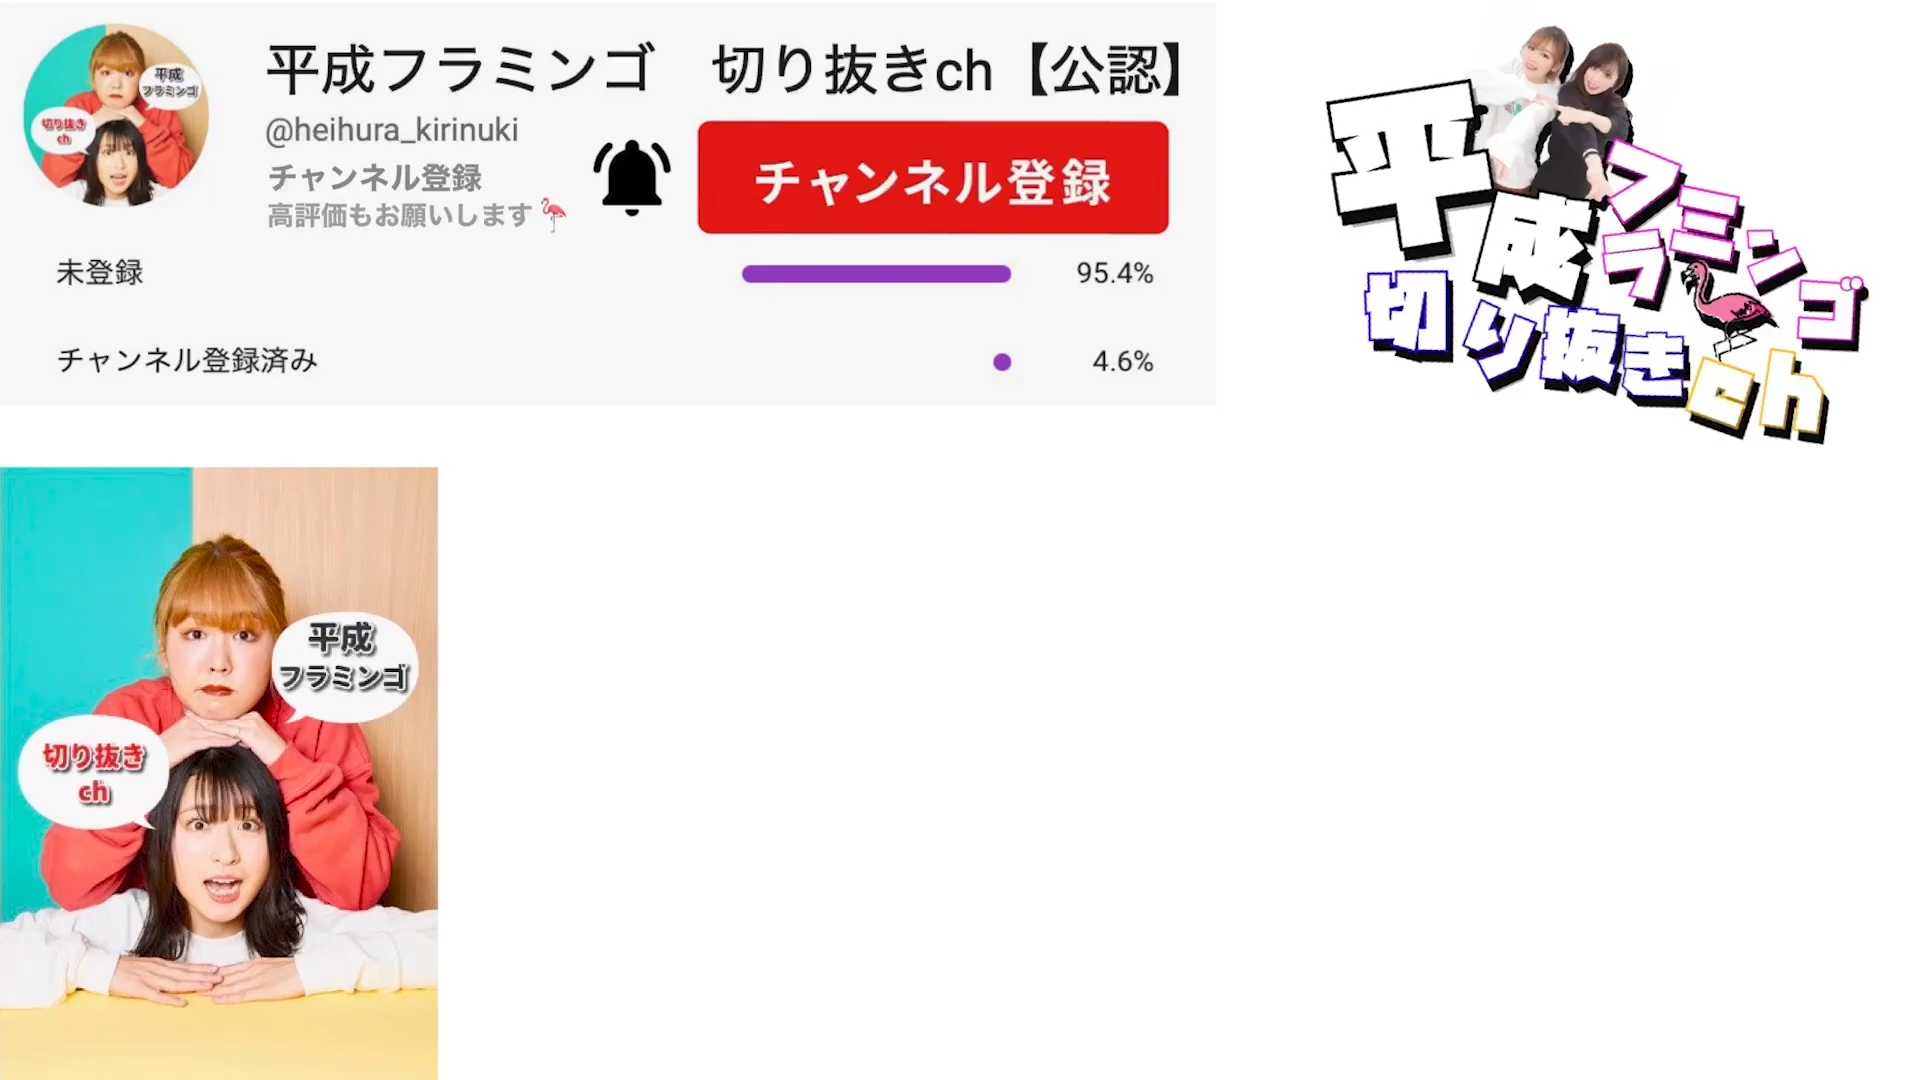 平成フラミンゴ　切り抜きch【公認】
@heihura_kirinuki
チャンネル登録
高評価もお願いします🦩
チャンネル登録
平成
フラミンゴ
切り抜き
ch
未登録 95.4%
チャンネル登録済み 4.6%
平成フラミンゴ
切り抜きch
平成
フラミンゴ
切り抜き
ch